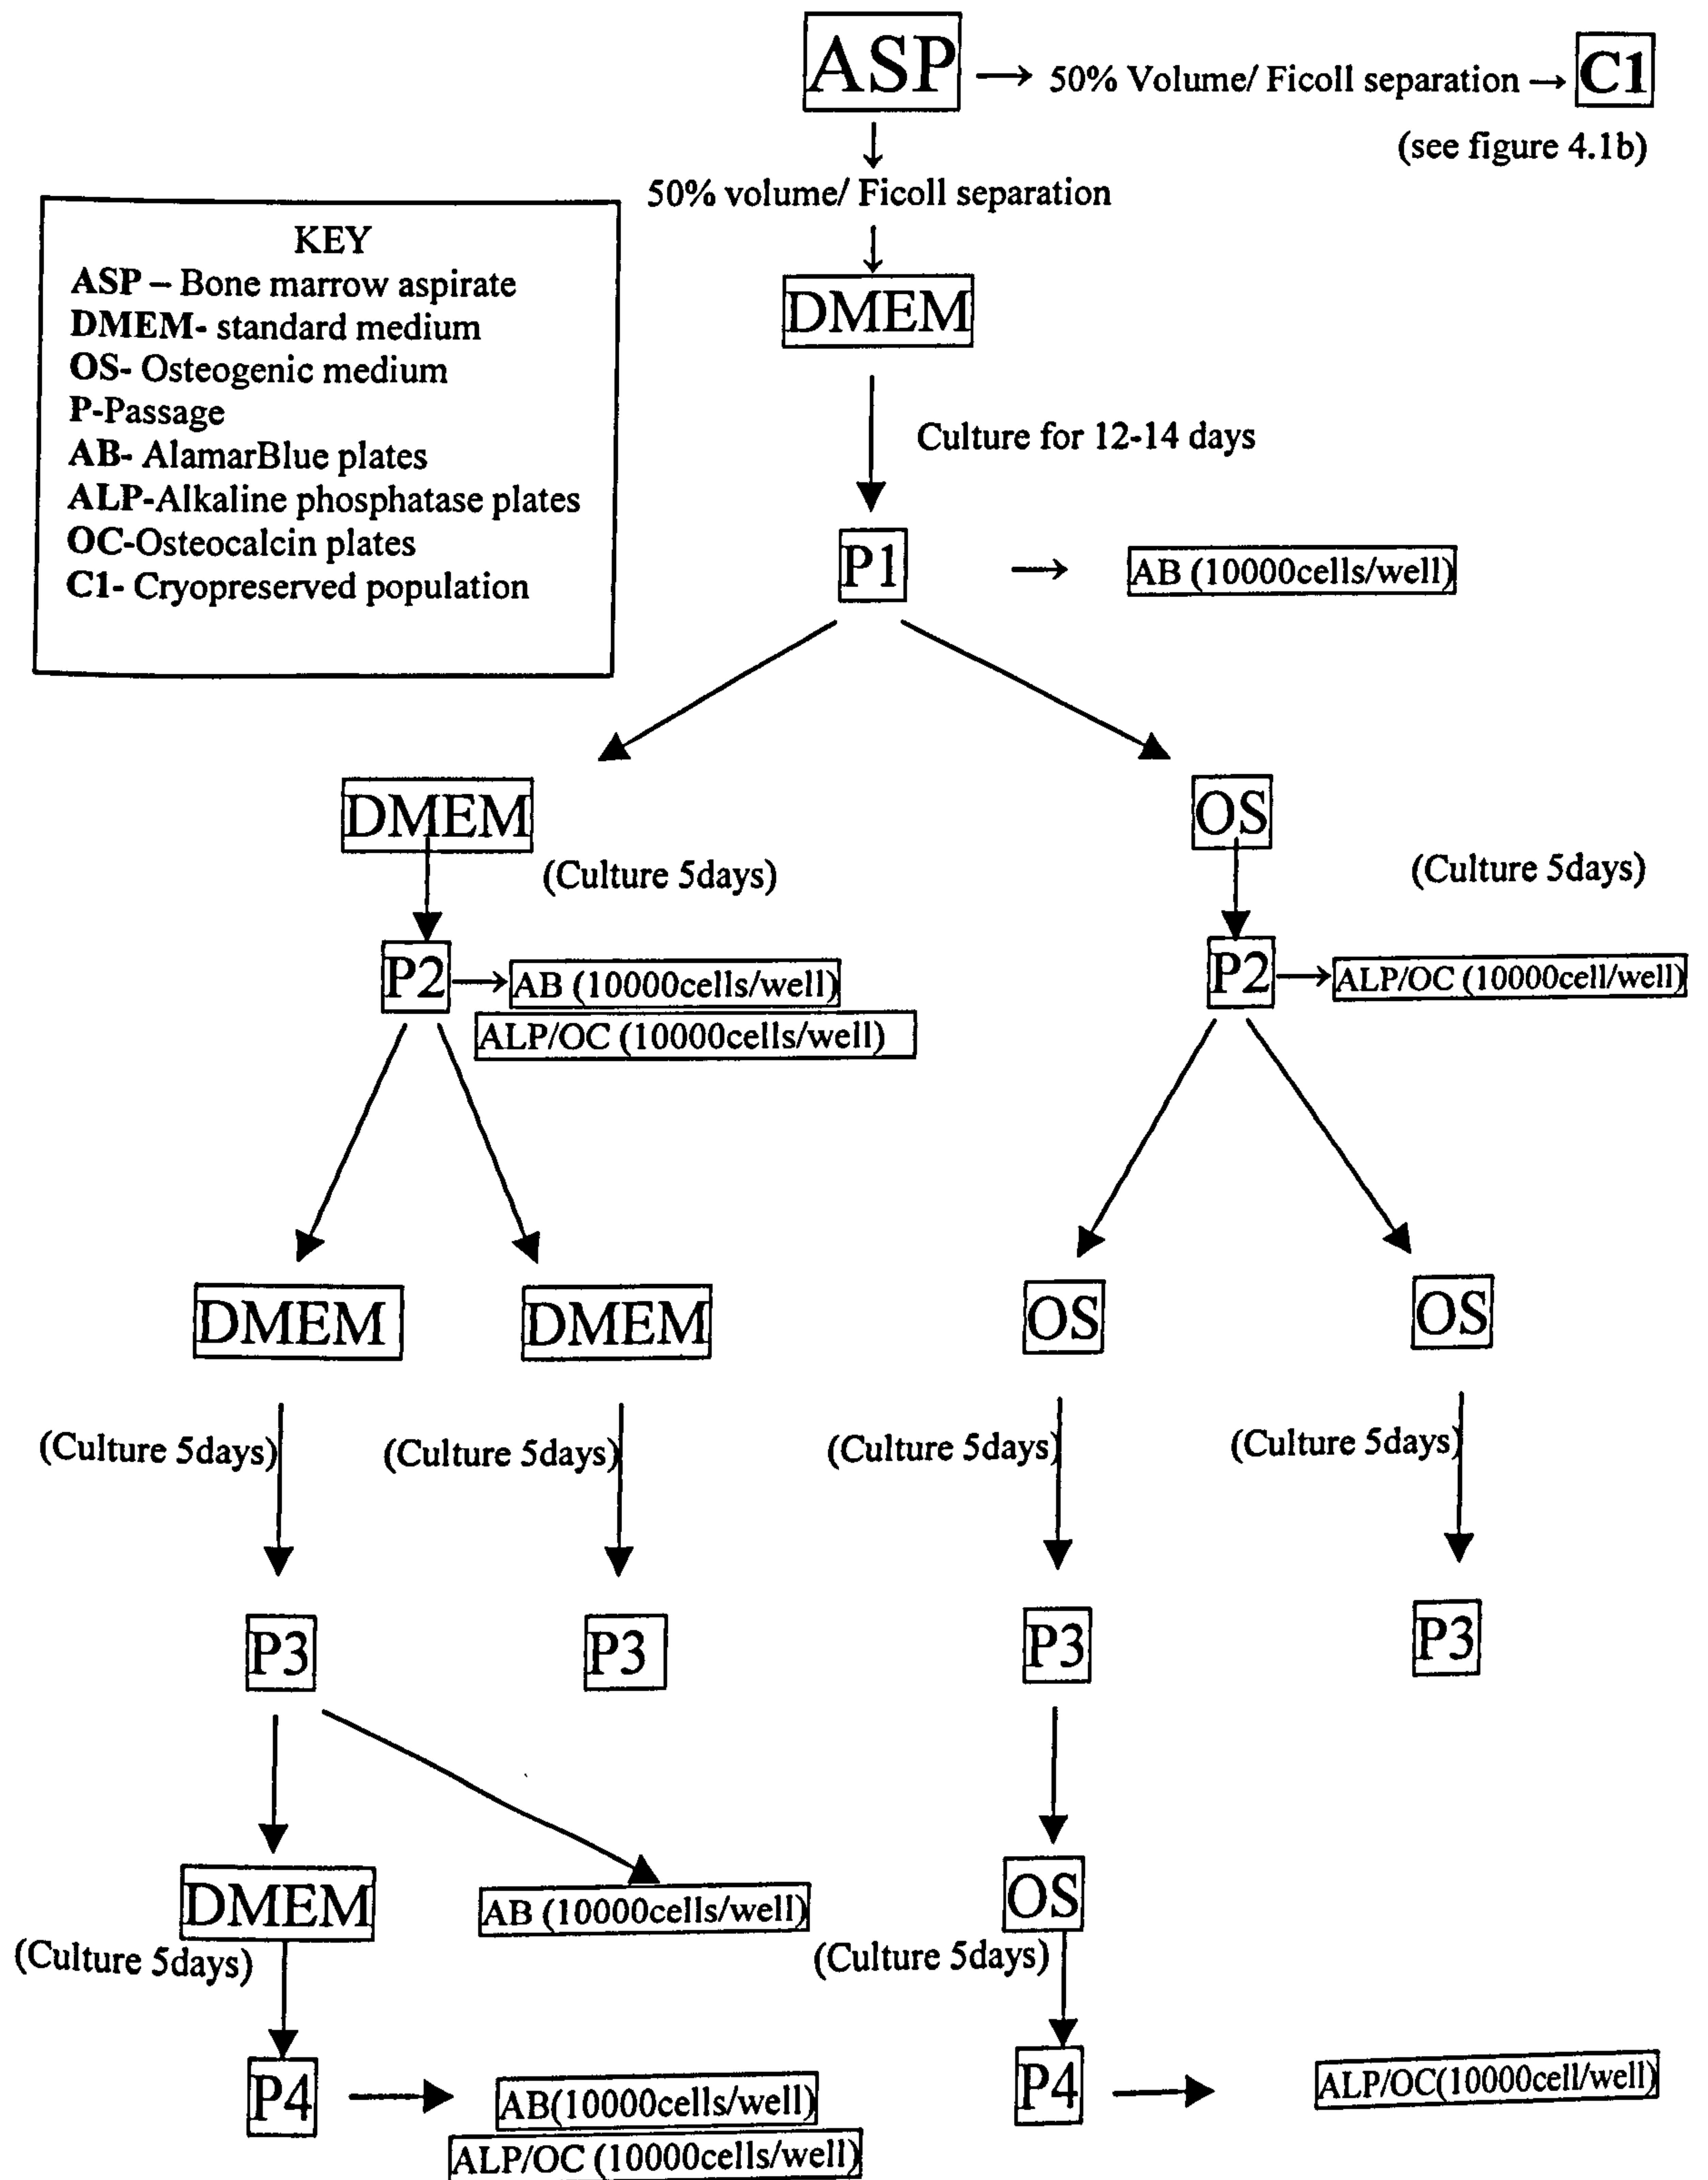 ASP → 50% Volume/ Ficoll separation → C1
(see figure 4.1b)
50% volume/ Ficoll separation
DMEM
KEY
ASP – Bone marrow aspirate
DMEM- standard medium
OS- Osteogenic medium
P-Passage
AB- AlamarBlue plates
ALP-Alkaline phosphatase plates
OC-Osteocalcin plates
C1- Cryopreserved population
Culture for 12-14 days
P1 → AB (10000cells/well)
DMEM
OS
(Culture 5days)
(Culture 5days)
P2 → AB (10000cells/well)
ALP/OC (10000cells/well)
P2 → ALP/OC (10000cell/well)
DMEM
DMEM
OS
OS
(Culture 5days)
(Culture 5days)
(Culture 5days)
(Culture 5days)
P3
P3
P3
P3
DMEM
AB (10000cells/well)
OS
(Culture 5days)
(Culture 5days)
P4 → AB(10000cells/well)
ALP/OC (10000cells/well)
P4 → ALP/OC(10000cell/well)